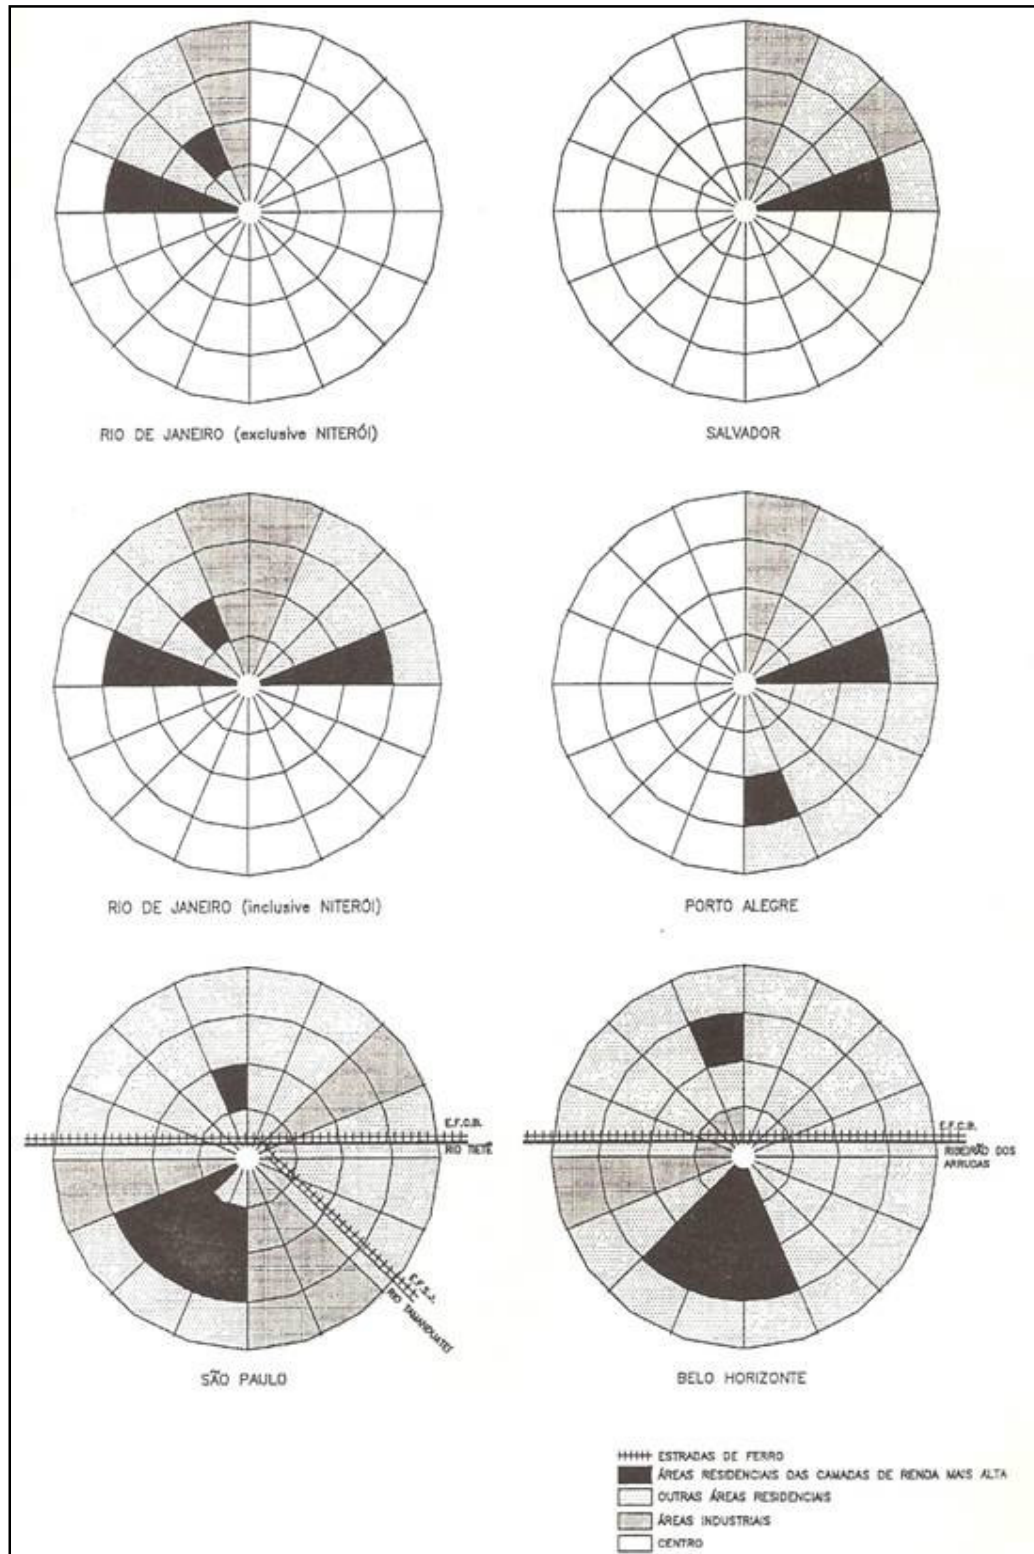 RIO DE JANEIRO (exclusive NITERÓI)
SALVADOR
RIO DE JANEIRO (inclusive NITERÓI)
PORTO ALEGRE
E.F.C.B.
RIO TIETÊ
E.F.S.J.
RIO TAMANDUATEÍ
SÃO PAULO
E.F.C.B.
RIBEIRÃO DOS
ARRUDAS
BELO HORIZONTE
ESTRADAS DE FERRO
ÁREAS RESIDENCIAIS DAS CAMADAS DE RENDA MAIS ALTA
OUTRAS ÁREAS RESIDENCIAIS
ÁREAS INDUSTRIAIS
CENTRO